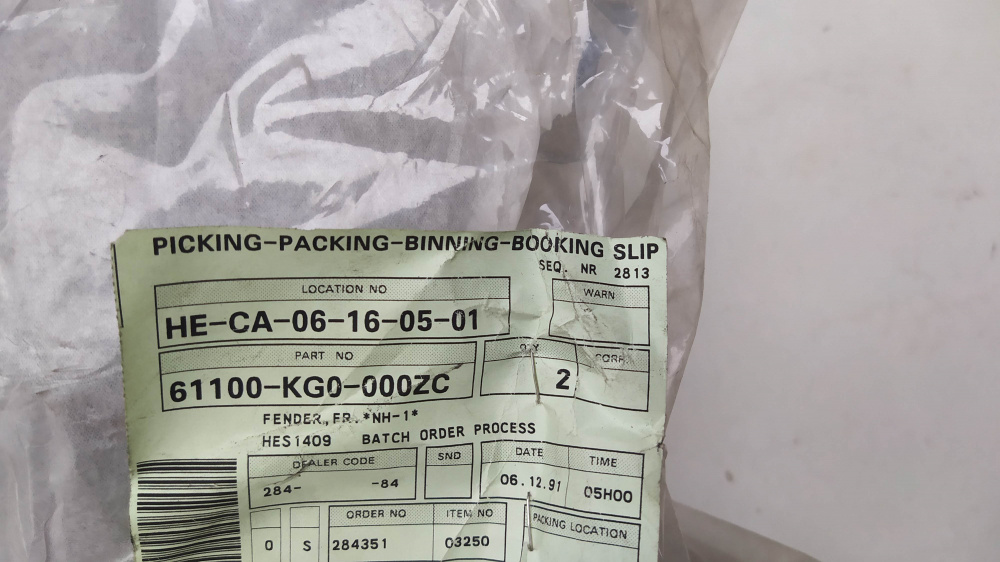 PICKING-PACKING-BINNING-BOOKING SLIP
SEQ. NR 2813
LOCATION NO
WARN
HE-CA-06-16-05-01
PART NO
QTY
CORR.
61100-KG0-000ZC
2
FENDER,FR.*NH-1*
HES1409 BATCH ORDER PROCESS
DEALER CODE
SND
DATE
TIME
284- -84
06.12.91
05H00
ORDER NO
ITEM NO
PACKING LOCATION
0
S
284351
03250